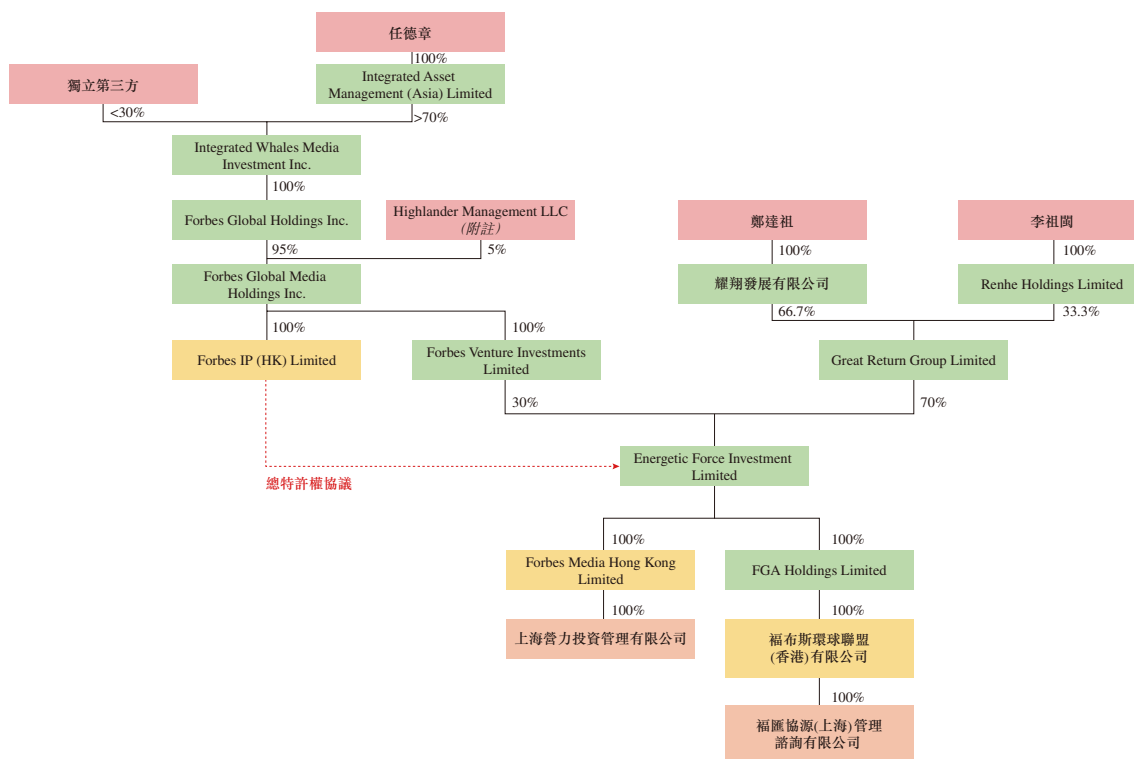 任德章
100%
獨立第三方
Integrated Asset
Management (Asia) Limited
<30%
>70%
Integrated Whales Media
Investment Inc.
100%
Forbes Global Holdings Inc.
Highlander Management LLC
(附註)
鄭達祖
李祖閩
95%
5%
100%
100%
Forbes Global Media
Holdings Inc.
耀翔發展有限公司
Renhe Holdings Limited
66.7%
33.3%
100%
100%
Forbes IP (HK) Limited
Forbes Venture Investments
Limited
Great Return Group Limited
30%
70%
Energetic Force Investment
Limited
總特許權協議
100%
100%
Forbes Media Hong Kong
Limited
FGA Holdings Limited
100%
100%
上海營力投資管理有限公司
福布斯環球聯盟
(香港)有限公司
100%
福匯協源(上海)管理
諮詢有限公司